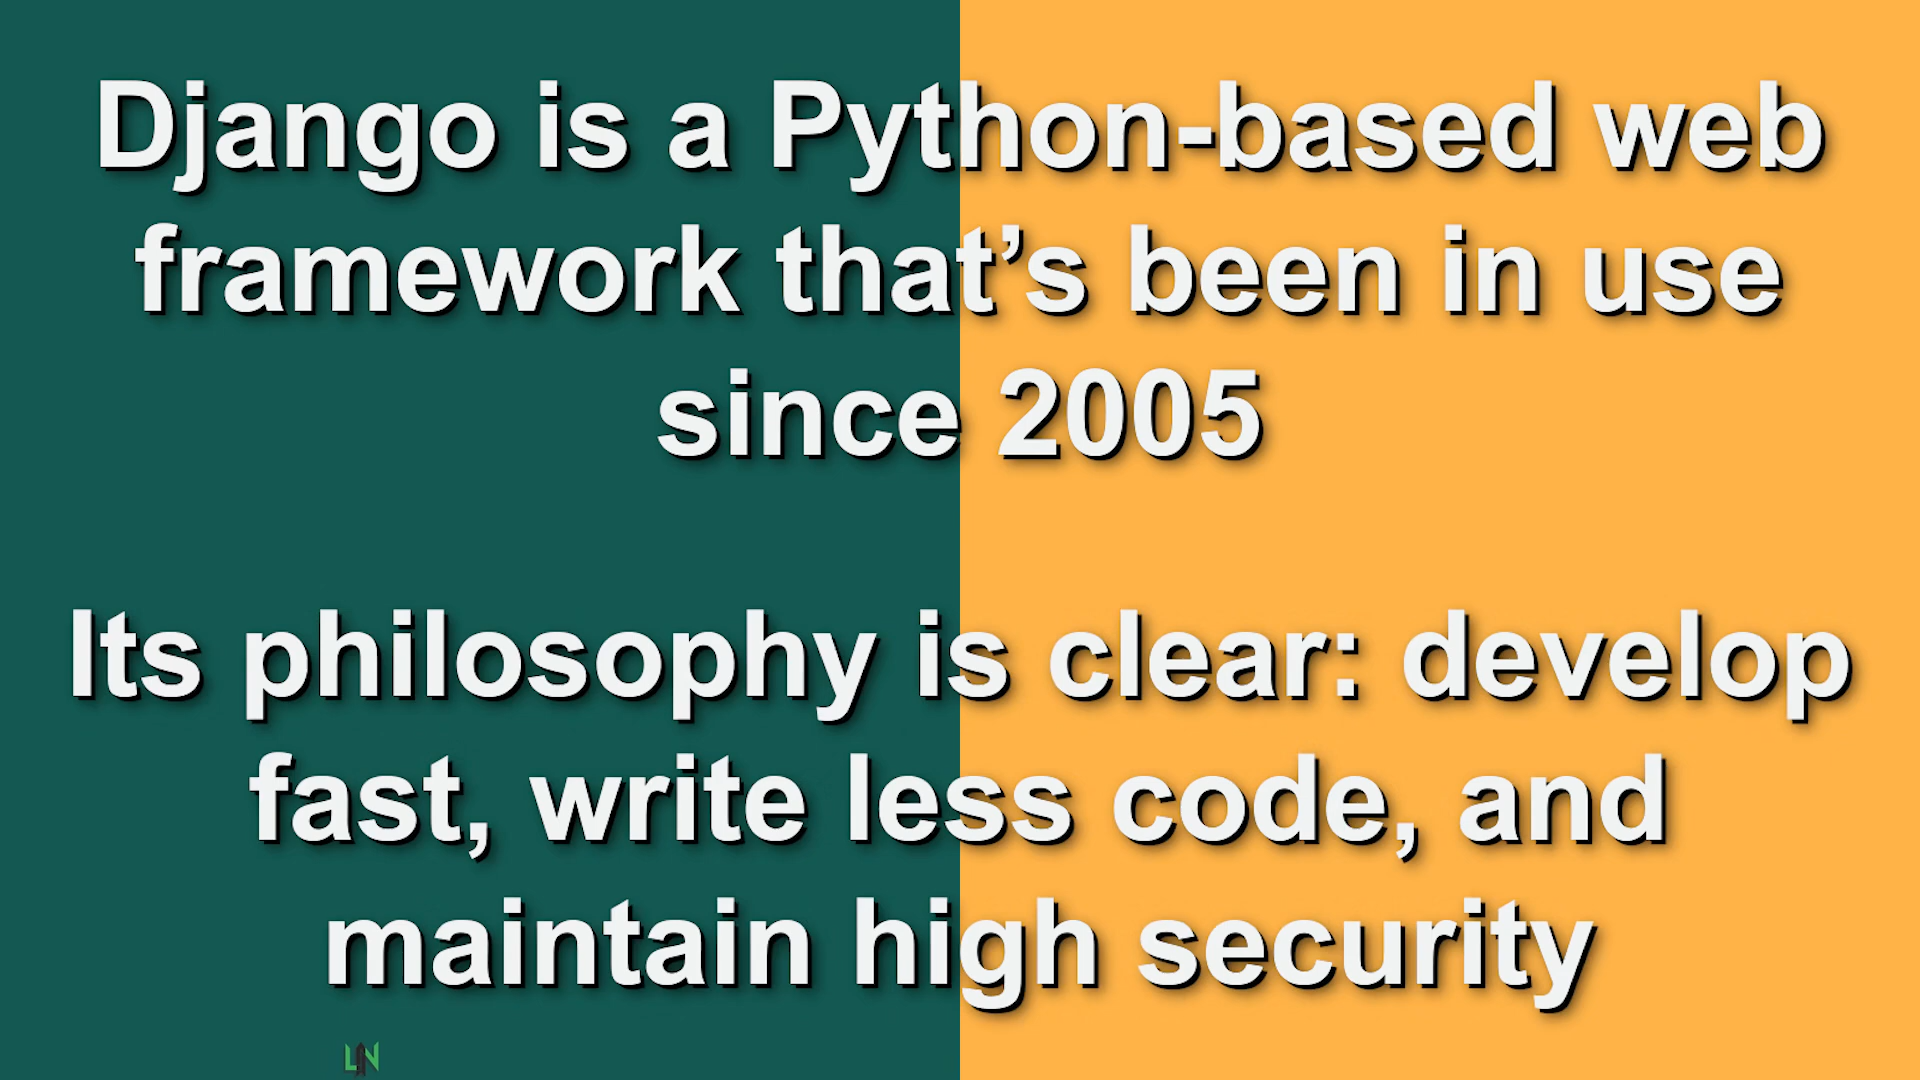 Django is a Python-based web
framework that’s been in use
since 2005
Its philosophy is clear: develop
fast, write less code, and
maintain high security